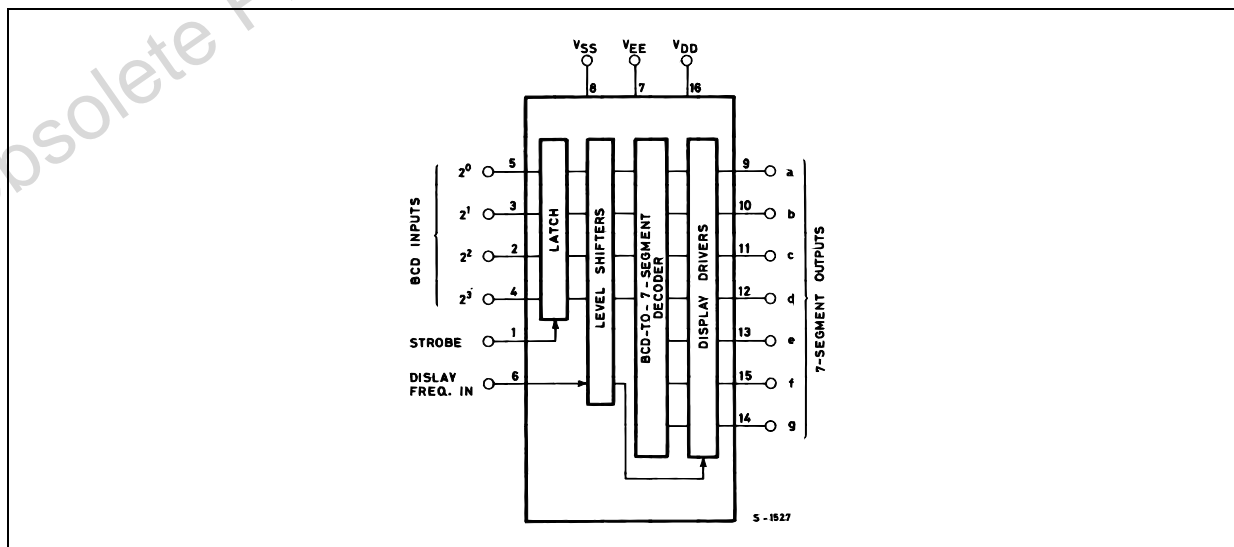 bsolete
VSS VEE VDD
8 7 16
BCD INPUTS
2⁰ 5
2¹ 3
2² 2
2³ 4
STROBE 1
DISLAY 6
FREQ. IN
LATCH
LEVEL SHIFTERS
BCD-TO-7-SEGMENT
DECODER
DISPLAY DRIVERS
9 a
10 b
11 c
12 d
13 e
15 f
14 g
7-SEGMENT OUTPUTS
S-1527